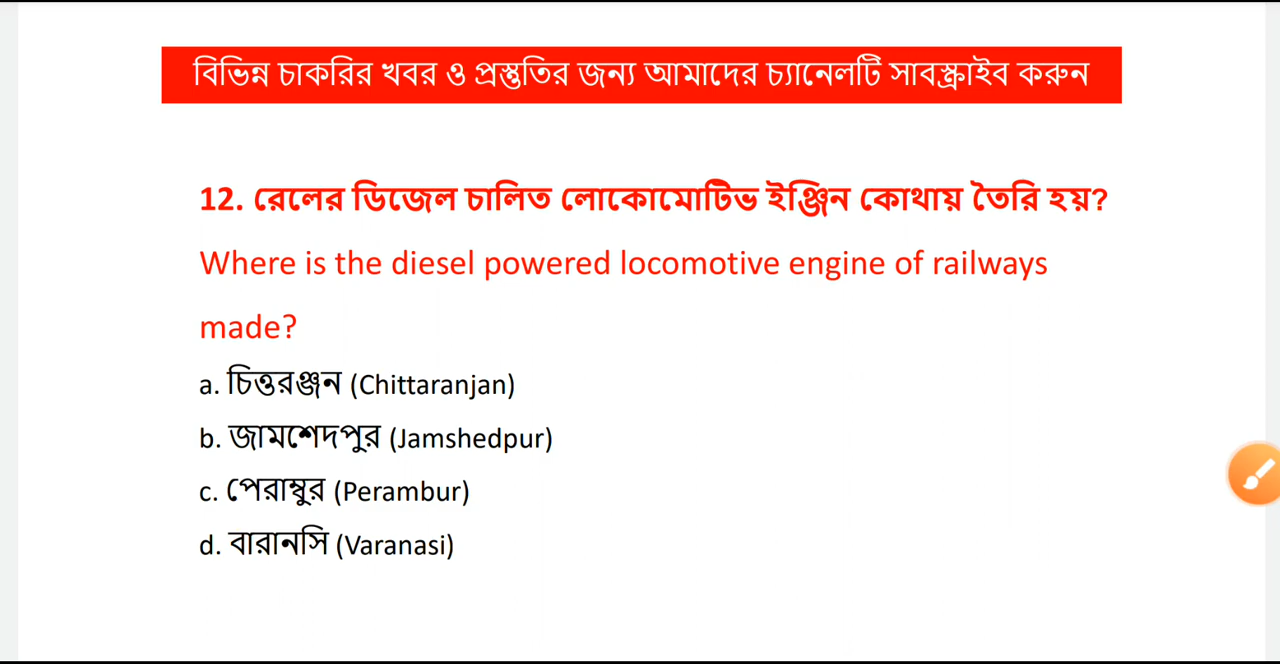 বিভিন্ন চাকরির খবর ও প্রস্তুতির জন্য আমাদের চ্যানেলটি সাবস্ক্রাইব করুন
12. রেলের ডিজেল চালিত লোকোমোটিভ ইঞ্জিন কোথায় তৈরি হয়?
Where is the diesel powered locomotive engine of railways
made?
a. চিত্তরঞ্জন (Chittaranjan)
b. জামশেদপুর (Jamshedpur)
c. পেরাম্বুর (Perambur)
d. বারানসি (Varanasi)